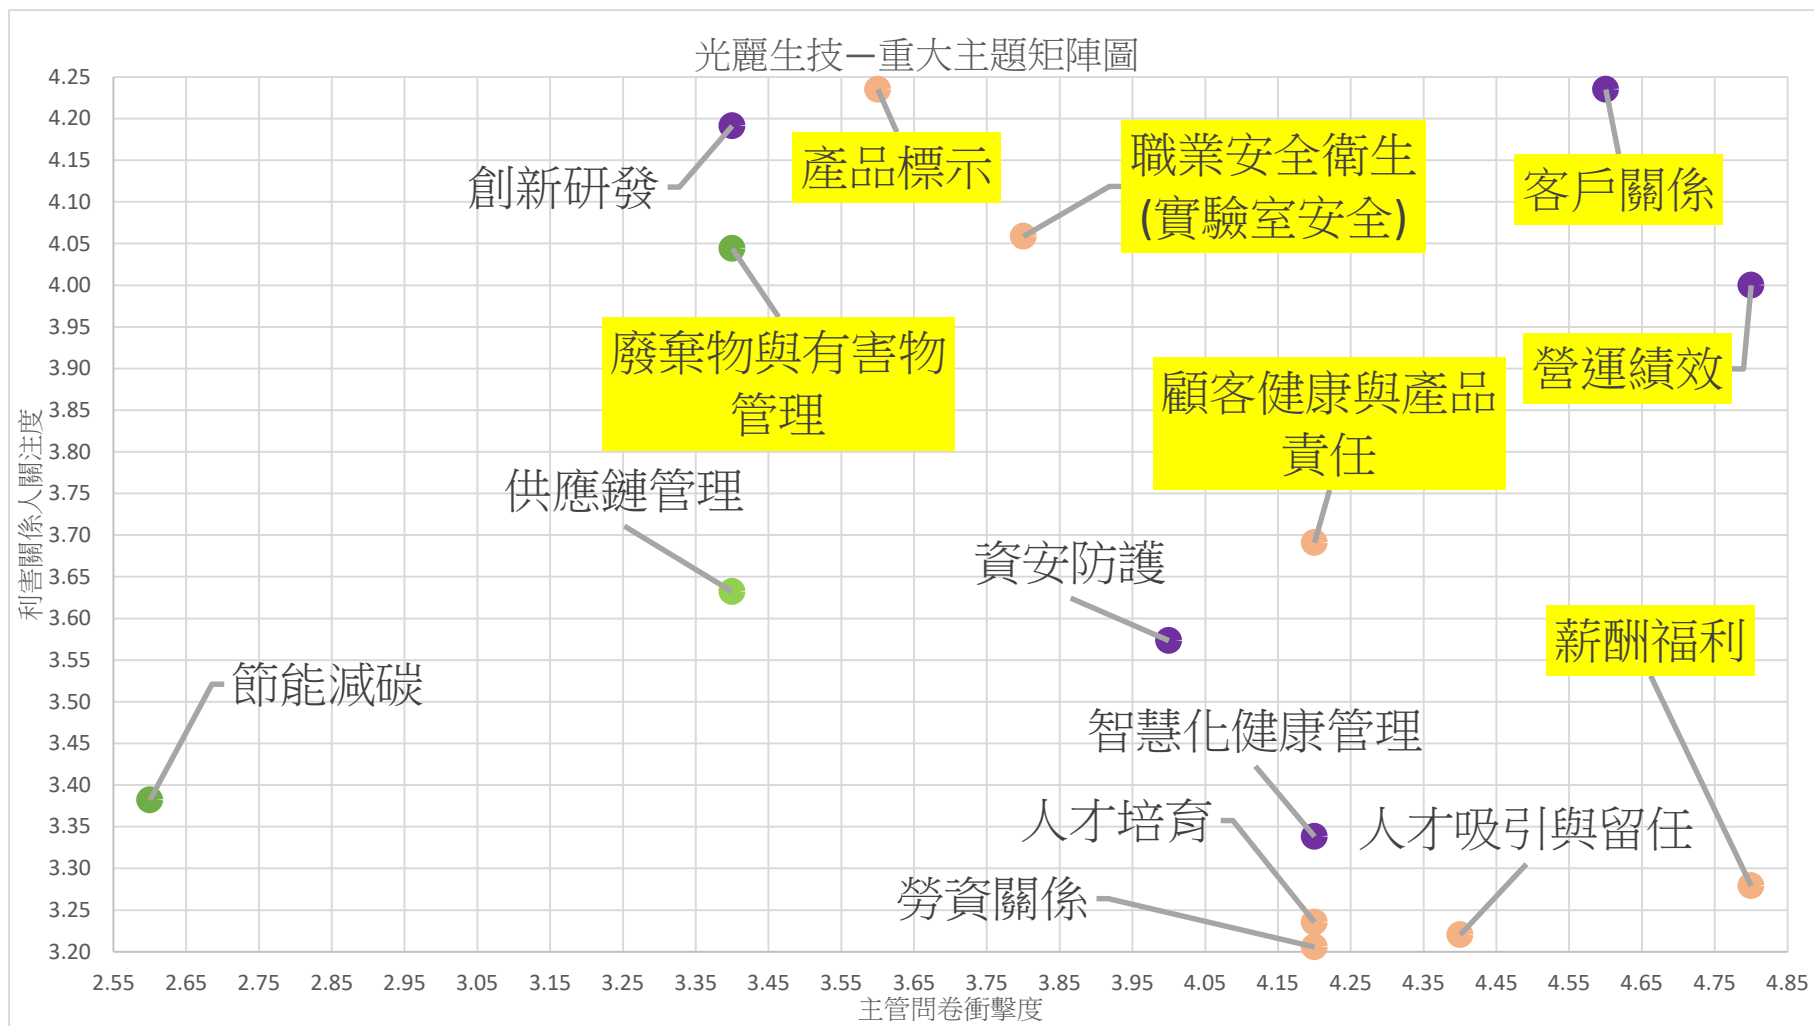 光麗生技—重大主題矩陣圖
利害關係人關注度
4.25
4.20
4.15
4.10
4.05
4.00
3.95
3.90
3.85
3.80
3.75
3.70
3.65
3.60
3.55
3.50
3.45
3.40
3.35
3.30
3.25
3.20
創新研發
產品標示
職業安全衛生
(實驗室安全)
客戶關係
廢棄物與有害物
管理
營運績效
顧客健康與產品
責任
供應鏈管理
資安防護
薪酬福利
節能減碳
智慧化健康管理
人才培育
人才吸引與留任
勞資關係
2.55 2.65 2.75 2.85 2.95 3.05 3.15 3.25 3.35 3.45 3.55 3.65 3.75 3.85 3.95 4.05 4.15 4.25 4.35 4.45 4.55 4.65 4.75 4.85
主管問卷衝擊度